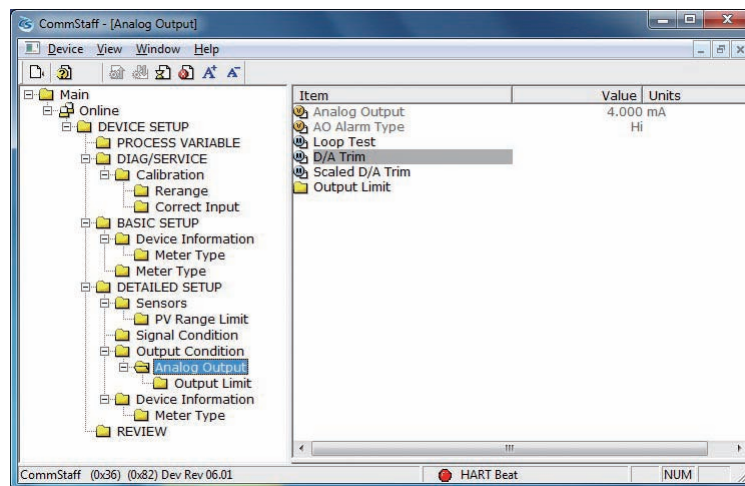 CommStaff - [Analog Output]
Device View Window Help
Main
Online
DEVICE SETUP
PROCESS VARIABLE
DIAG/SERVICE
Calibration
Rerange
Correct Input
BASIC SETUP
Device Information
Meter Type
Meter Type
DETAILED SETUP
Sensors
PV Range Limit
Signal Condition
Output Condition
Analog Output
Output Limit
Device Information
Meter Type
REVIEW
Item Value Units
Analog Output 4.000 mA
AO Alarm Type Hi
Loop Test
D/A Trim
Scaled D/A Trim
Output Limit
CommStaff (0x36) (0x82) Dev Rev 06.01 HART Beat NUM